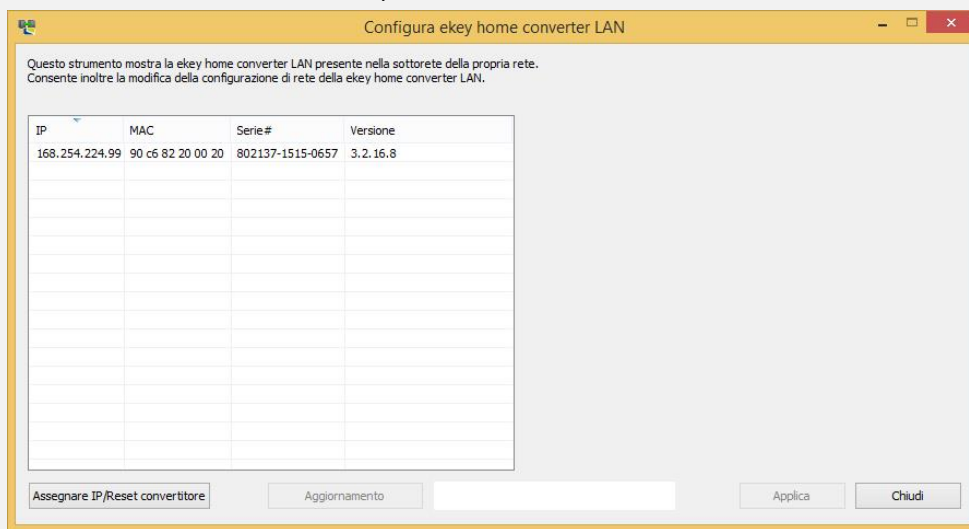 Configura ekey home converter LAN
Questo strumento mostra la ekey home converter LAN presente nella sottorete della propria rete.
Consente inoltre la modifica della configurazione di rete della ekey home converter LAN.
IP MAC Serie# Versione
168.254.224.99 90 c6 82 20 00 20 802137-1515-0657 3.2.16.8
Assegnare IP/Reset convertitore Aggiornamento Applica Chiudi